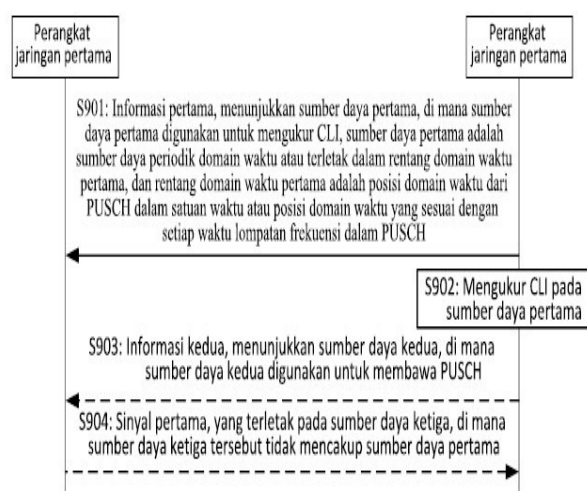 Perangkat
jaringan pertama
Perangkat
jaringan pertama
S901: Informasi pertama, menunjukkan sumber daya pertama, di mana sumber
daya pertama digunakan untuk mengukur CLI, sumber daya pertama adalah
sumber daya periodik domain waktu atau terletak dalam rentang domain waktu
pertama, dan rentang domain waktu pertama adalah posisi domain waktu dari
PUSCH dalam satuan waktu atau posisi domain waktu yang sesuai dengan
setiap waktu lompatan frekuensi dalam PUSCH
S902: Mengukur CLI pada
sumber daya pertama
S903: Informasi kedua, menunjukkan sumber daya kedua, di mana
sumber daya kedua digunakan untuk membawa PUSCH
S904: Sinyal pertama, yang terletak pada sumber daya ketiga, di mana
sumber daya ketiga tersebut tidak mencakup sumber daya pertama